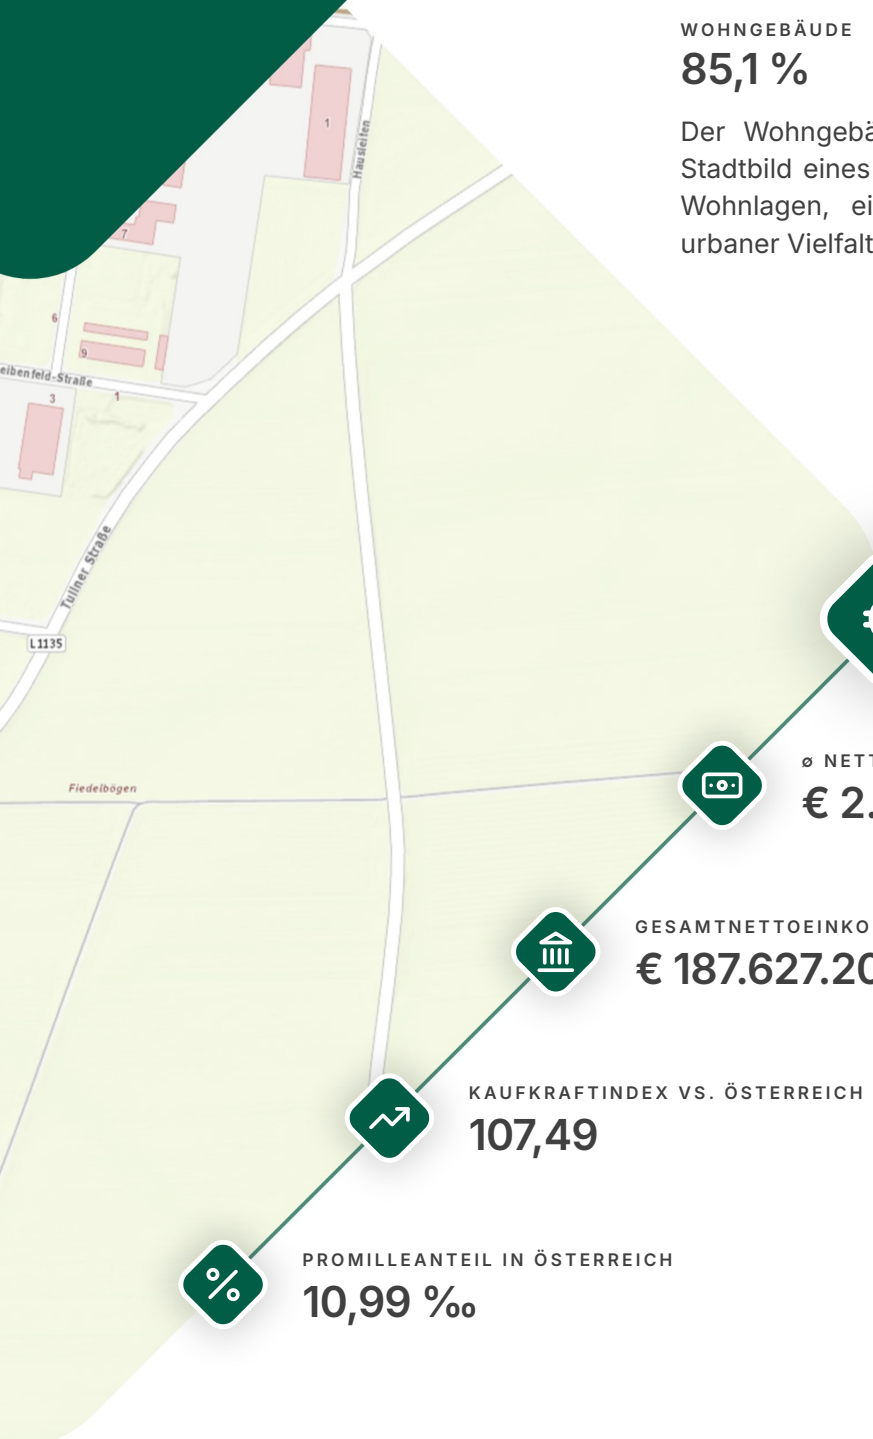 WOHNGEBÄUDE
85,1 %
Der Wohngebä
Stadtbild eines
Wohnlagen, ei
urbaner Vielfalt
1
Hausleiten
7
6
9
eibenfeld-Straße
3
1
Tullner Straße
L1135
ø NETT
€ 2.
Fiedelbögen
GESAMTNETTOEINKO
€ 187.627.20
KAUFKRAFTINDEX VS. ÖSTERREICH
107,49
PROMILLEANTEIL IN ÖSTERREICH
10,99 ‰